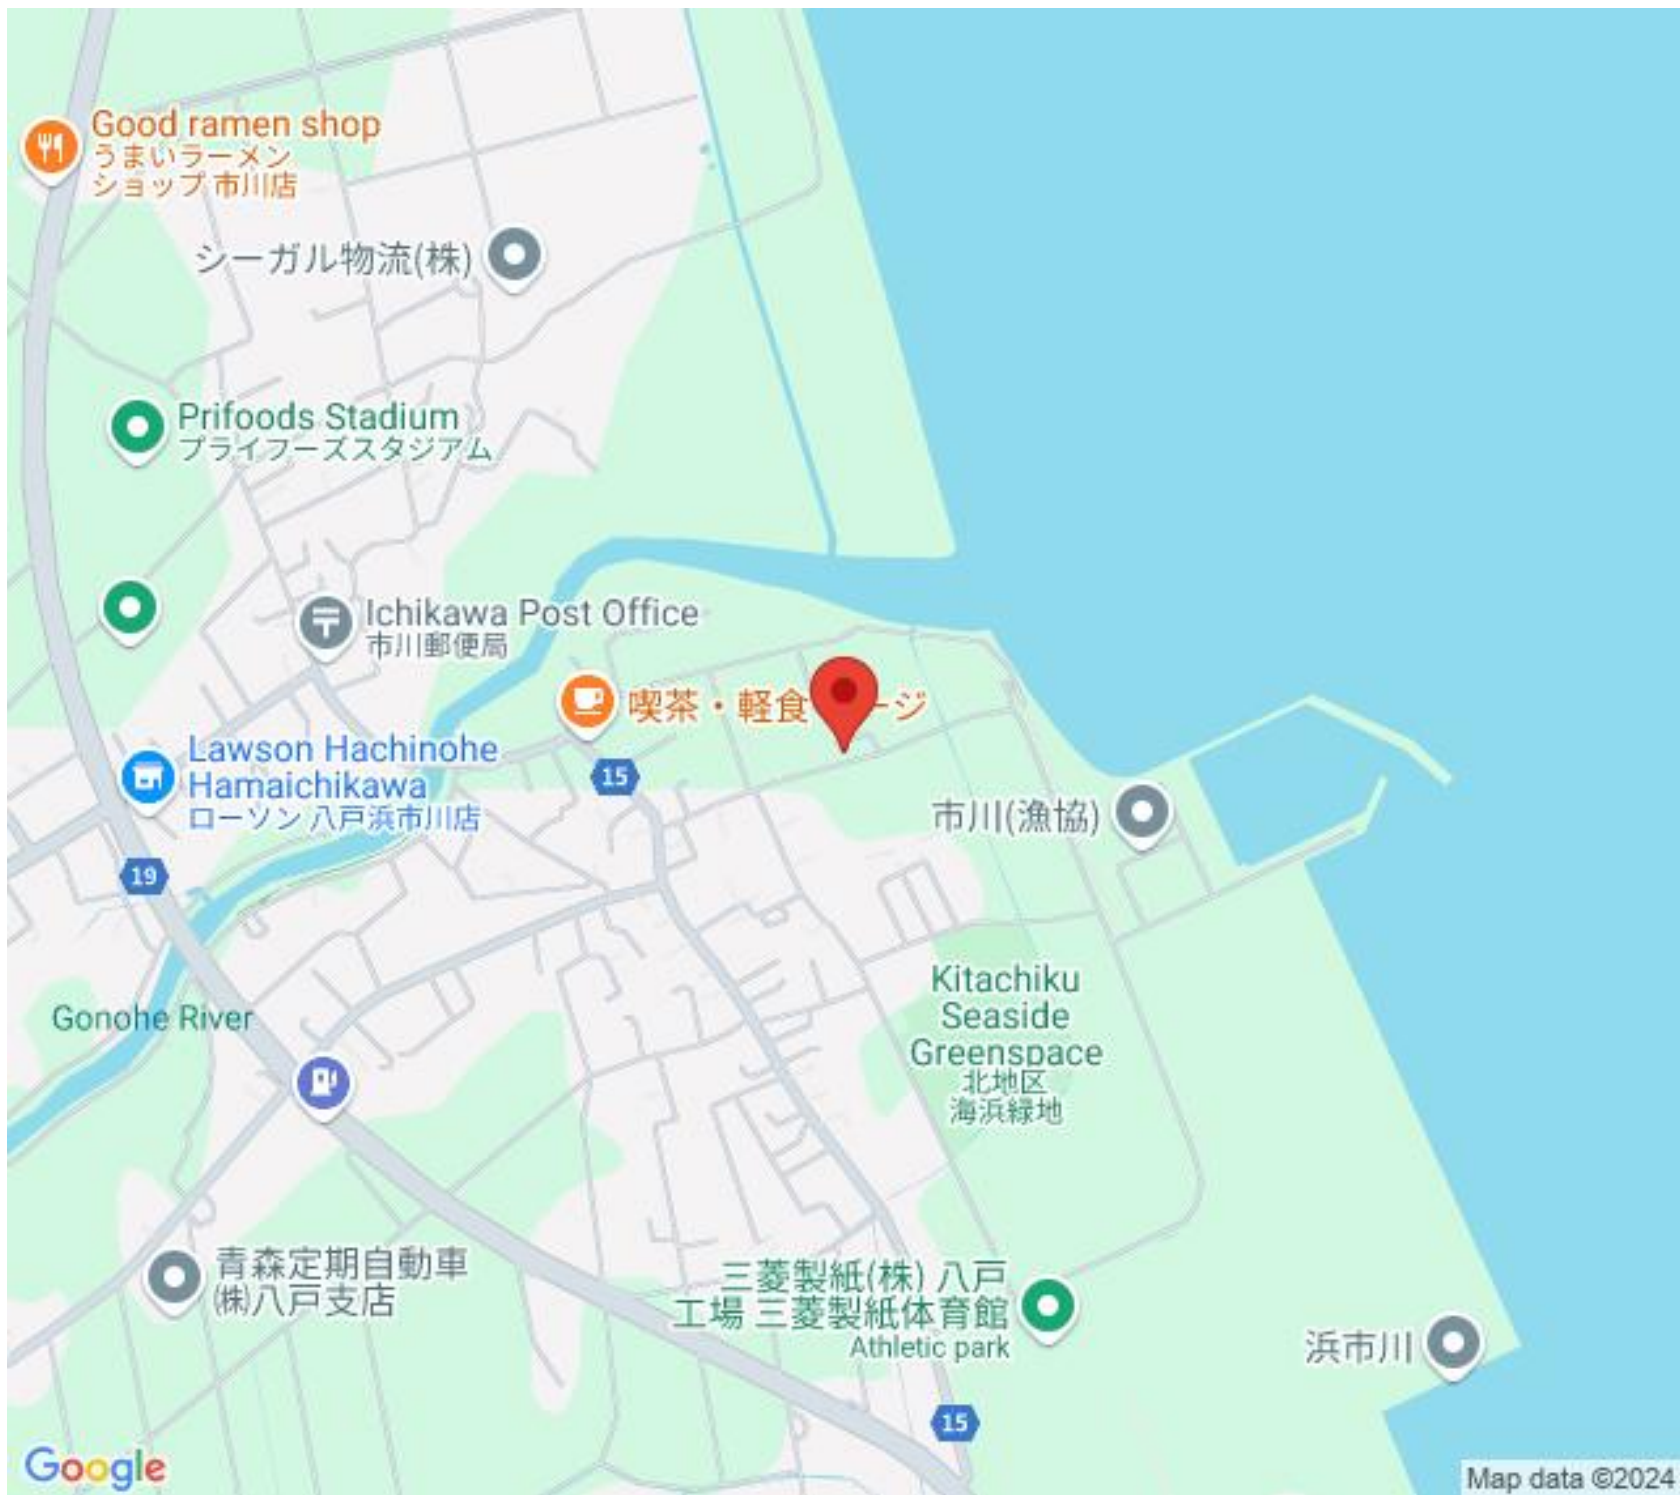 Good ramen shop
うまいラーメン
ショップ 市川店
シーガル物流(株)
Prifoods Stadium
プライフーズスタジアム
Ichikawa Post Office
市川郵便局
喫茶・軽食
ージ
Lawson Hachinohe
Hamaichikawa
ローソン 八戸浜市川店
15
市川(漁協)
19
Kitachiku
Seaside
Greenspace
北地区
海浜緑地
Gonohe River
青森定期自動車
㈱八戸支店
三菱製紙(株) 八戸
工場 三菱製紙体育館
Athletic park
浜市川
15
Google
Map data ©2024